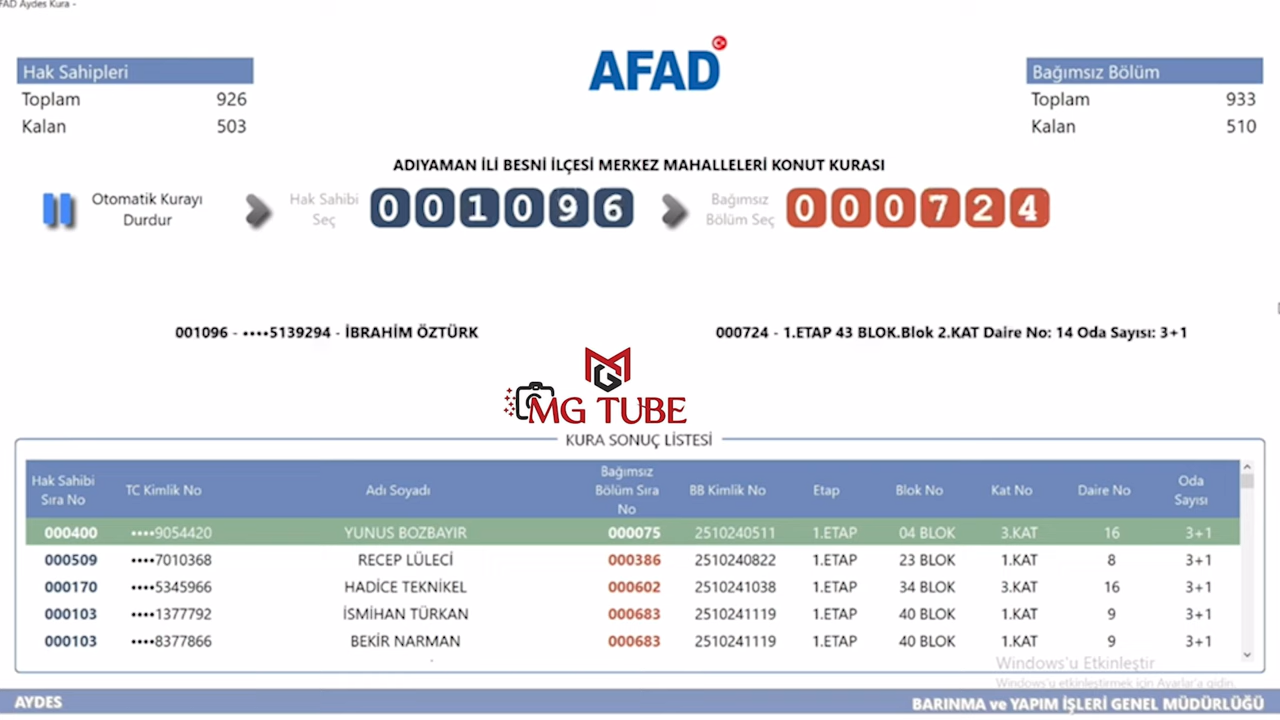 FAD Aydes Kura -
AFAD
Hak Sahipleri
Toplam 926
Kalan 503
Bağımsız Bölüm
Toplam 933
Kalan 510
ADIYAMAN İLİ BESNİ İLÇESİ MERKEZ MAHALLELERİ KONUT KURASI
Otomatik Kurayı
Durdur
Hak Sahibi
Seç
001096
Bağımsız
Bölüm Seç
000724
001096 - ••••5139294 - İBRAHİM ÖZTÜRK
000724 - 1.ETAP 43 BLOK.Blok 2.KAT Daire No: 14 Oda Sayısı: 3+1
MG TUBE
KURA SONUÇ LİSTESİ
Hak Sahibi Sıra No TC Kimlik No Adı Soyadı Bağımsız Bölüm Sıra No BB Kimlik No Etap Blok No Kat No Daire No Oda Sayısı
000400 ••••9054420 YUNUS BOZBAYIR 000075 2510240511 1.ETAP 04 BLOK 3.KAT 16 3+1
000509 ••••7010368 RECEP LÜLECİ 000386 2510240822 1.ETAP 23 BLOK 1.KAT 8 3+1
000170 ••••5345966 HADİCE TEKNİKEL 000602 2510241038 1.ETAP 34 BLOK 3.KAT 16 3+1
000103 ••••1377792 İSMİHAN TÜRKAN 000683 2510241119 1.ETAP 40 BLOK 1.KAT 9 3+1
000103 ••••8377866 BEKİR NARMAN 000683 2510241119 1.ETAP 40 BLOK 1.KAT 9 3+1
Windows'u Etkinleştir
Windows'u etkinleştirmek için Ayarlar'a gidin.
AYDES
BARINMA ve YAPIM İŞLERİ GENEL MÜDÜRLÜĞÜ